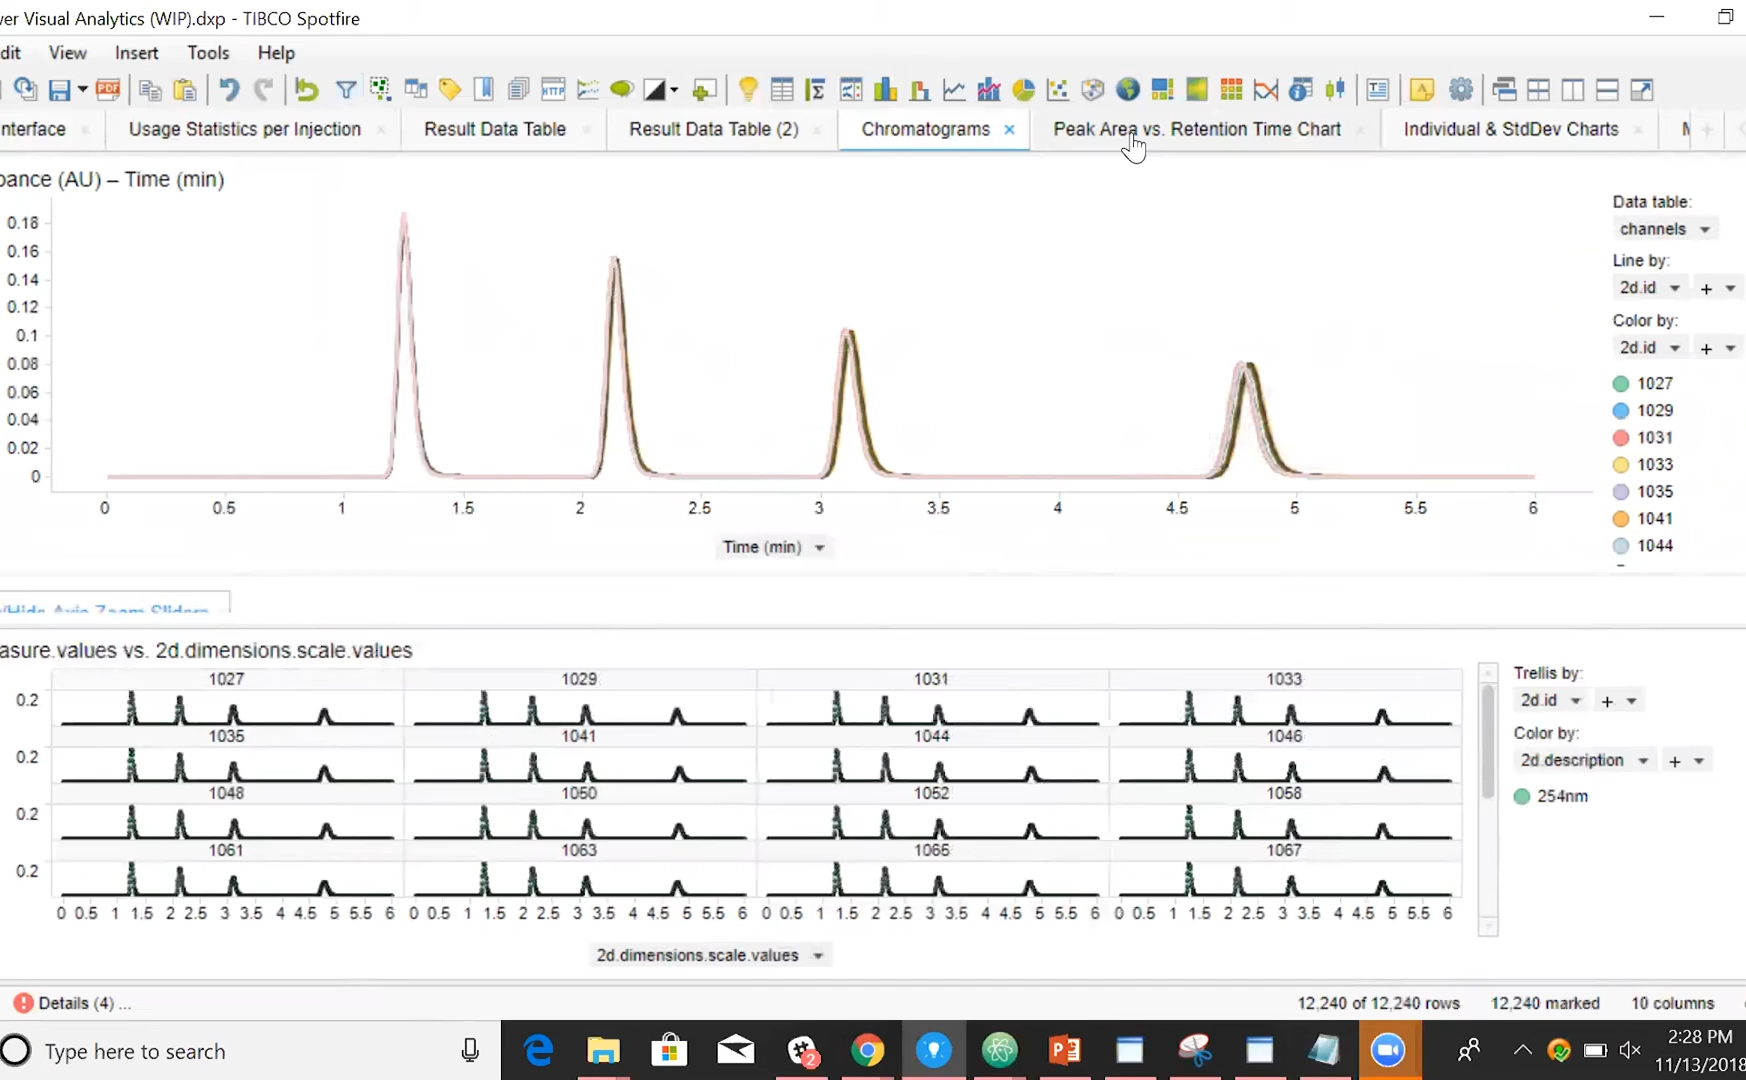 ver Visual Analytics (WIP).dxp - TIBCO Spotfire
dit View Insert Tools Help
nterface Usage Statistics per Injection Result Data Table Result Data Table (2) Chromatograms Peak Area vs. Retention Time Chart Individual & StdDev Charts
bance (AU) – Time (min)
0.18
0.16
0.14
0.12
0.1
0.08
0.06
0.04
0.02
0
0 0.5 1 1.5 2 2.5 3 3.5 4 4.5 5 5.5 6
Time (min)
Data table:
channels
Line by:
2d.id +
Color by:
2d.id +
1027
1029
1031
1033
1035
1041
1044
/Hide Axis Zoom Sliders
asure.values vs. 2d.dimensions.scale.values
1027 1029 1031 1033
0.2
1035 1041 1044 1046
0.2
1048 1050 1052 1058
0.2
1061 1063 1065 1067
0.2
0 0.5 1 1.5 2 2.5 3 3.5 4 4.5 5 5.5 6 0 0.5 1 1.5 2 2.5 3 3.5 4 4.5 5 5.5 6 0 0.5 1 1.5 2 2.5 3 3.5 4 4.5 5 5.5 6 0 0.5 1 1.5 2 2.5 3 3.5 4 4.5 5 5.5 6
2d.dimensions.scale.values
Trellis by:
2d.id +
Color by:
2d.description +
254nm
Details (4) ...
12,240 of 12,240 rows 12,240 marked 10 columns
Type here to search
2
2:28 PM
11/13/2018